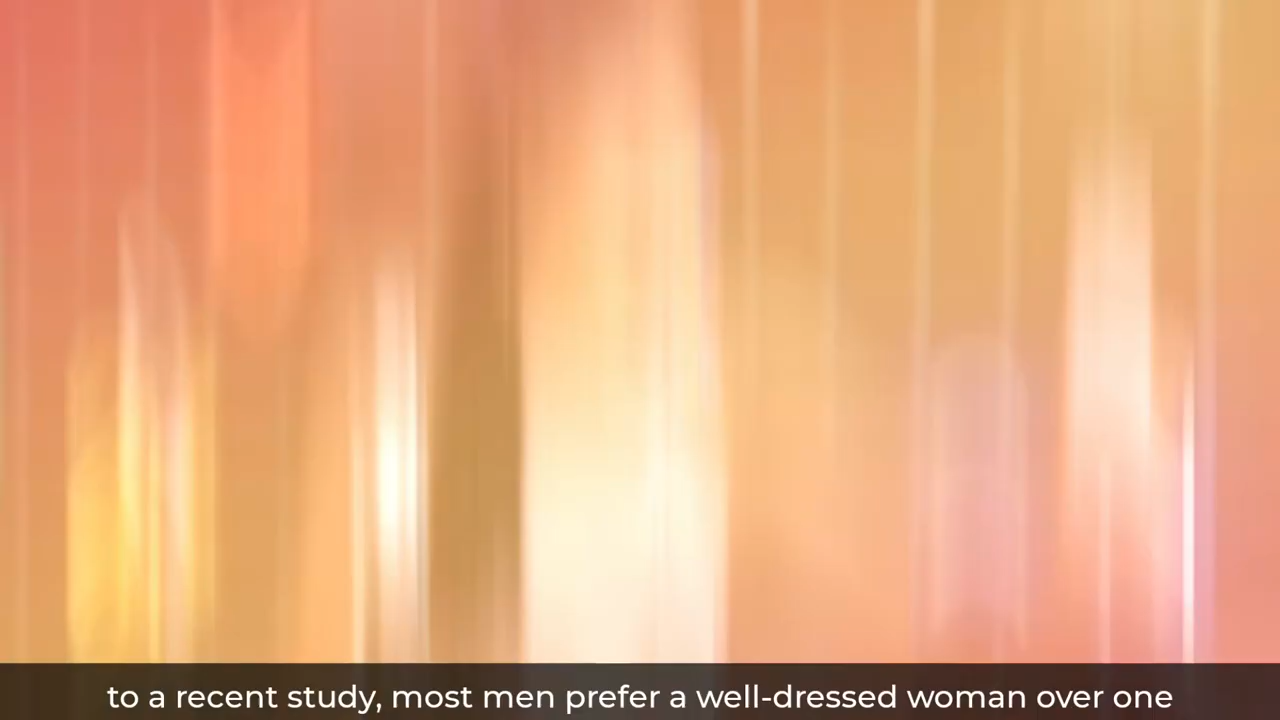 to a recent study, most men prefer a well-dressed woman over one